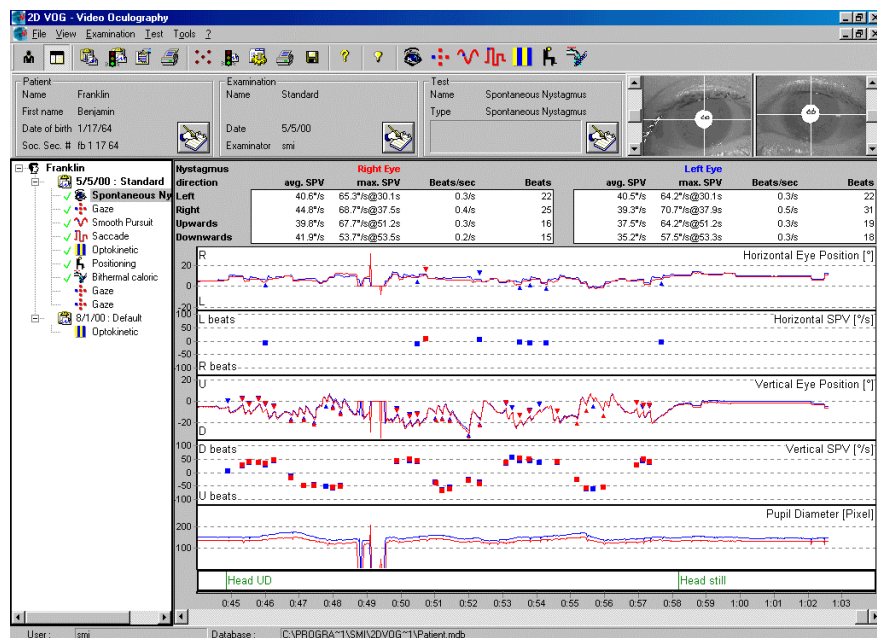 2D VOG - Video Oculography
File View Examination Test Tools ?
Patient
Name Franklin
First name Benjamin
Date of birth 1/17/64
Soc. Sec. # fb 1 17 64
Examination
Name Standard
Date 5/5/00
Examinator smi
Test
Name Spontaneous Nystagmus
Type Spontaneous Nystagmus
Franklin
5/5/00 : Standard
Spontaneous Ny
Gaze
Smooth Pursuit
Saccade
Optokinetic
Positioning
Bithermal caloric
Gaze
Gaze
8/1/00 : Default
Optokinetic
Nystagmus Right Eye Left Eye
direction avg. SPV max. SPV Beats/sec Beats avg. SPV max. SPV Beats/sec Beats
Left 40.6°/s 65.3°/s@30.1s 0.3/s 22 40.5°/s 64.2°/s@30.1s 0.3/s 22
Right 44.8°/s 68.7°/s@37.5s 0.4/s 25 39.3°/s 70.7°/s@37.9s 0.5/s 31
Upwards 39.8°/s 67.7°/s@51.2s 0.3/s 16 37.5°/s 64.2°/s@51.2s 0.3/s 19
Downwards 41.9°/s 53.7°/s@53.5s 0.2/s 15 35.2°/s 57.5°/s@53.3s 0.3/s 18
R Horizontal Eye Position [°]
20
0
L
100 L beats Horizontal SPV [°/s]
50
0
-50
-100 R beats
20 U Vertical Eye Position [°]
0
-20
D
100 D beats Vertical SPV [°/s]
50
0
-50
-100 U beats
Pupil Diameter [Pixel]
200
100
Head UD Head still
0:45 0:46 0:47 0:48 0:49 0:50 0:51 0:52 0:53 0:54 0:55 0:56 0:57 0:58 0:59 1:00 1:01 1:02 1:03
User : smi Database : C:\PROGRA~1\SMI\2DVOG~1\Patient.mdb